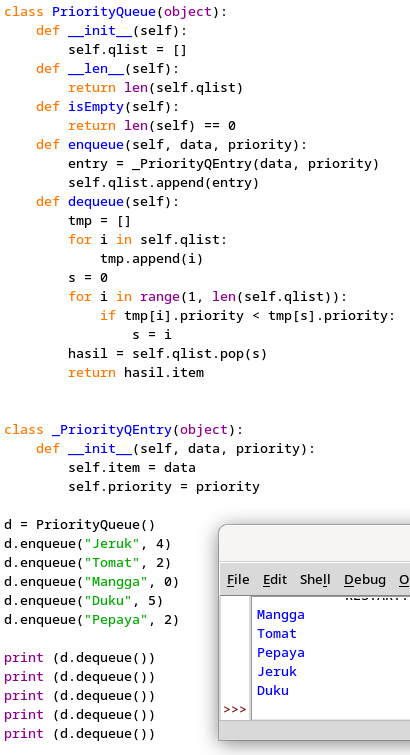 class PriorityQueue(object):
    def __init__(self):
        self.qlist = []
    def __len__(self):
        return len(self.qlist)
    def isEmpty(self):
        return len(self) == 0
    def enqueue(self, data, priority):
        entry = _PriorityQEntry(data, priority)
        self.qlist.append(entry)
    def dequeue(self):
        tmp = []
        for i in self.qlist:
            tmp.append(i)
        s = 0
        for i in range(1, len(self.qlist)):
            if tmp[i].priority < tmp[s].priority:
                s = i
        hasil = self.qlist.pop(s)
        return hasil.item
class _PriorityQEntry(object):
    def __init__(self, data, priority):
        self.item = data
        self.priority = priority
d = PriorityQueue()
d.enqueue("Jeruk", 4)
d.enqueue("Tomat", 2)
d.enqueue("Mangga", 0)
d.enqueue("Duku", 5)
d.enqueue("Pepaya", 2)
print (d.dequeue())
print (d.dequeue())
print (d.dequeue())
print (d.dequeue())
print (d.dequeue())
File Edit Shell Debug
Mangga
Tomat
Pepaya
Jeruk
Duku
>>>